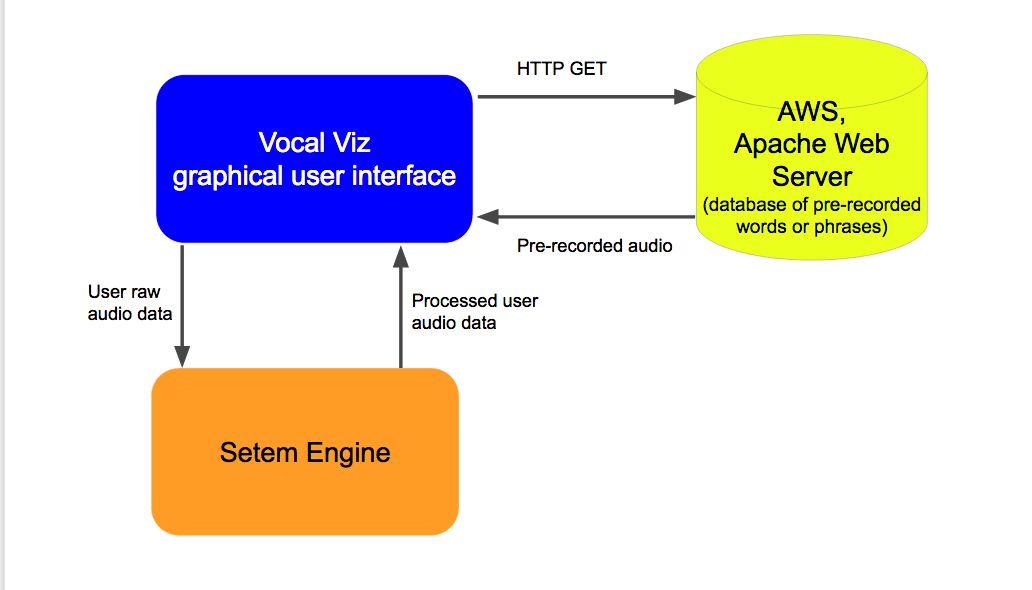 HTTP GET
Vocal Viz
graphical user interface
AWS,
Apache Web
Server
(database of pre-recorded
words or phrases)
Pre-recorded audio
User raw
audio data
Processed user
audio data
Setem Engine